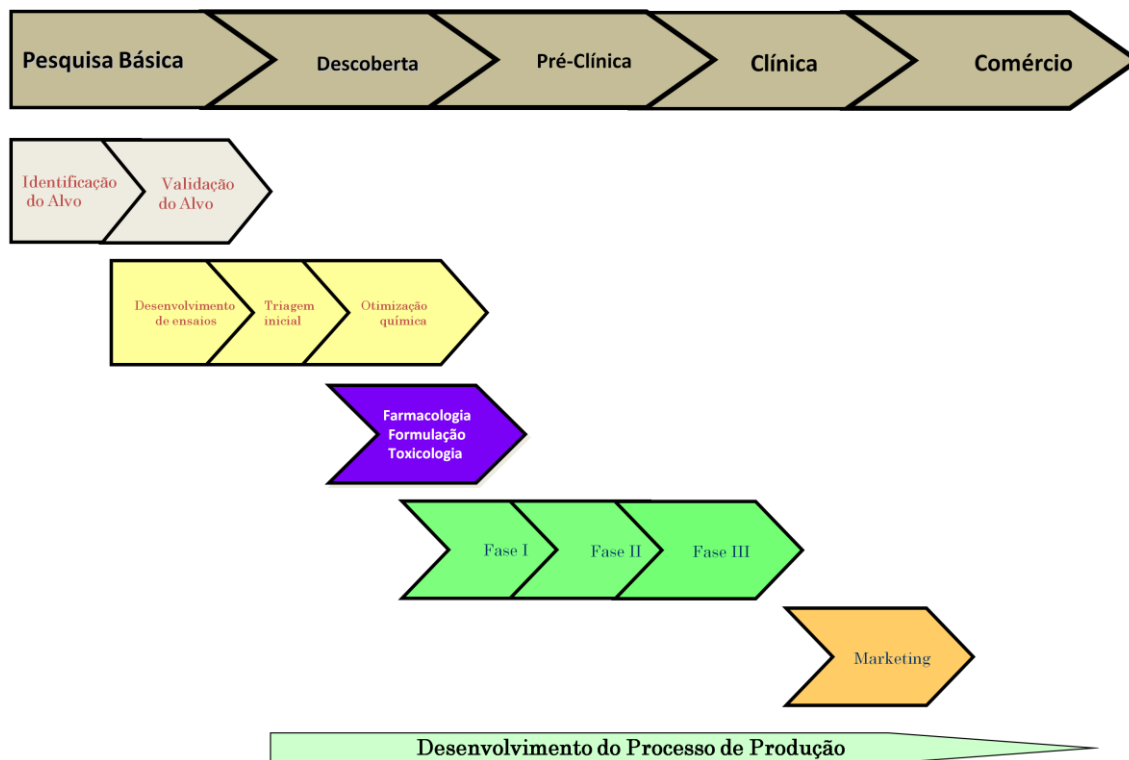 Pesquisa Básica
Descoberta
Pré-Clínica
Clínica
Comércio
Identificação
do Alvo
Validação
do Alvo
Desenvolvimento
de ensaios
Triagem
inicial
Otimização
química
Farmacologia
Formulação
Toxicologia
Fase I
Fase II
Fase III
Marketing
Desenvolvimento do Processo de Produção